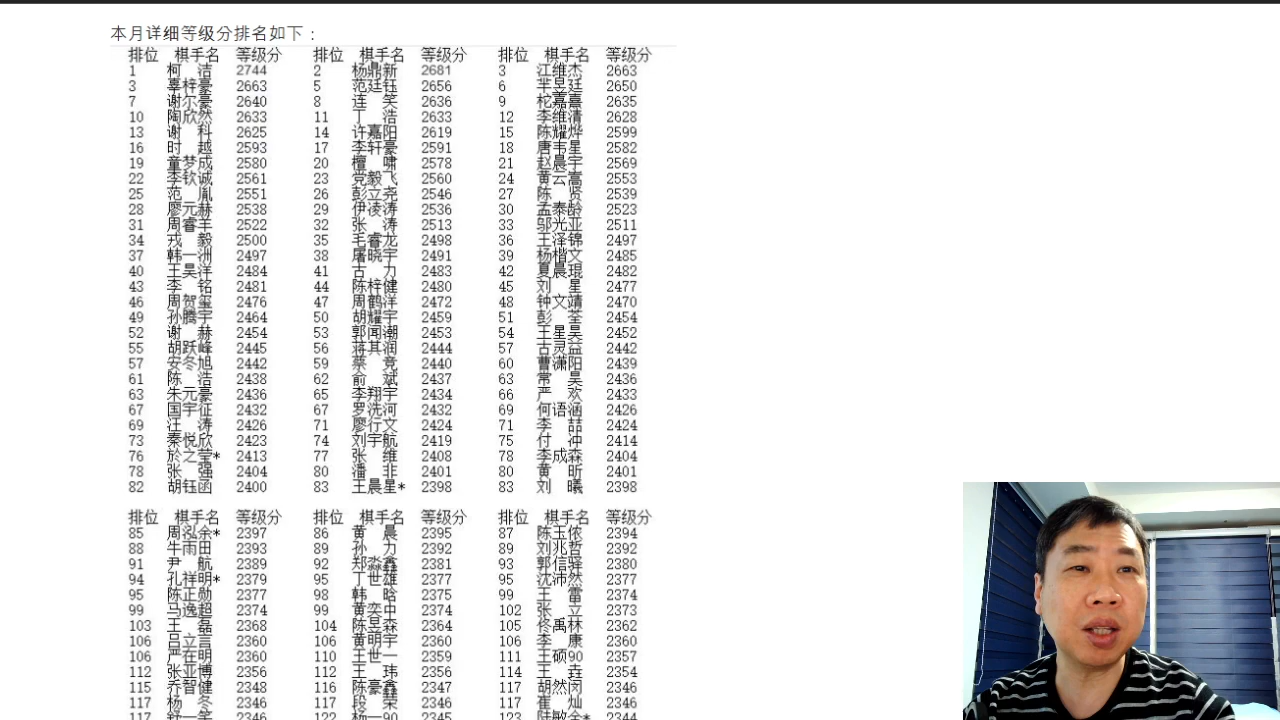 本月详细等级分排名如下：
排位 棋手名 等级分 排位 棋手名 等级分 排位 棋手名 等级分
1 柯 洁 2744 2 杨鼎新 2681 3 江维杰 2663
3 辜梓豪 2663 5 范廷钰 2656 6 芈昱廷 2650
7 谢尔豪 2640 8 连 笑 2636 9 柁嘉熹 2635
10 陶欣然 2633 11 丁 浩 2633 12 李维清 2628
13 谢 科 2625 14 许嘉阳 2619 15 陈耀烨 2599
16 时 越 2593 17 李轩豪 2591 18 唐韦星 2582
19 童梦成 2580 20 檀 啸 2578 21 赵晨宇 2569
22 李钦诚 2561 23 党毅飞 2560 24 黄云嵩 2553
25 范 胤 2551 26 彭立尧 2546 27 陈 贤 2539
28 廖元赫 2538 29 伊凌涛 2536 30 孟泰龄 2523
31 周睿羊 2522 32 张 涛 2513 33 邬光亚 2511
34 戎 毅 2500 35 毛睿龙 2498 36 王泽锦 2497
37 韩一洲 2497 38 屠晓宇 2491 39 杨楷文 2485
40 王昊洋 2484 41 古 力 2483 42 夏晨琨 2482
43 李 铭 2481 44 陈梓健 2480 45 刘 星 2477
46 周贺玺 2476 47 周鹤洋 2472 48 钟文靖 2470
49 孙腾宇 2464 50 胡耀宇 2459 51 彭 荃 2454
52 谢 赫 2454 53 郭闻潮 2453 54 王星昊 2452
55 胡跃峰 2445 56 蒋其润 2444 57 古灵益 2442
57 安冬旭 2442 59 蔡 竞 2440 60 曹潇阳 2439
61 陈 浩 2438 62 俞 斌 2437 63 常 昊 2436
63 朱元豪 2436 65 李翔宇 2434 66 严 欢 2433
67 国宇征 2432 67 罗洗河 2432 69 何语涵 2426
69 汪 涛 2426 71 廖行文 2424 71 李 喆 2424
73 秦悦欣 2423 74 刘宇航 2419 75 付 冲 2414
76 於之莹* 2413 77 张 维 2408 78 李成森 2404
78 张 强 2404 80 潘 非 2401 80 黄 昕 2401
82 胡钰函 2400 83 王晨星* 2398 83 刘 曦 2398
排位 棋手名 等级分 排位 棋手名 等级分 排位 棋手名 等级分
85 周泓余* 2397 86 黄 晨 2395 87 陈玉侬 2394
88 牛雨田 2393 89 孙 力 2392 89 刘兆哲 2392
91 尹 航 2389 92 郑淼鑫 2381 93 郭信驿 2380
94 孔祥明* 2379 95 丁世雄 2377 95 沈沛然 2377
95 陈正勋 2377 98 韩 晗 2375 99 王 雷 2374
99 马逸超 2374 99 黄奕中 2374 102 张 立 2373
103 王 磊 2368 104 陈昱森 2364 105 佟禹林 2362
106 吕立言 2360 106 黄明宇 2360 106 李 康 2360
106 严在明 2360 110 王世一 2359 111 王硕90 2357
112 张亚博 2356 112 王 玮 2356 114 王 垚 2354
115 乔智健 2348 116 陈豪鑫 2347 117 胡然闵 2346
117 杨 冬 2346 117 段 嵘 2346 117 崔 灿 2346
117 舒一笑 2346 122 杨一90 2345 123 陆敏全* 2344